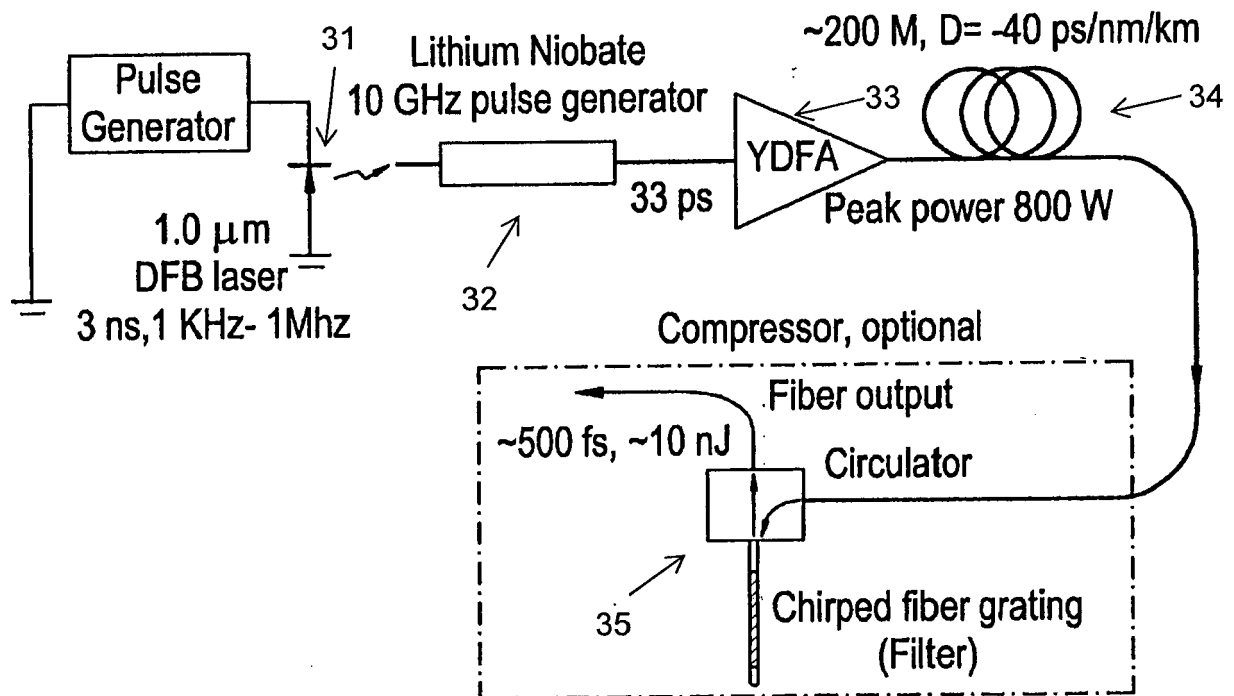 Pulse
Generator
31
1.0 μm
DFB laser
3 ns,1 KHz- 1Mhz
Lithium Niobate
10 GHz pulse generator
32
33 ps
YDFA
33
~200 M, D= -40 ps/nm/km
34
Peak power 800 W
Compressor, optional
Fiber output
~500 fs, ~10 nJ
Circulator
35
Chirped fiber grating
(Filter)